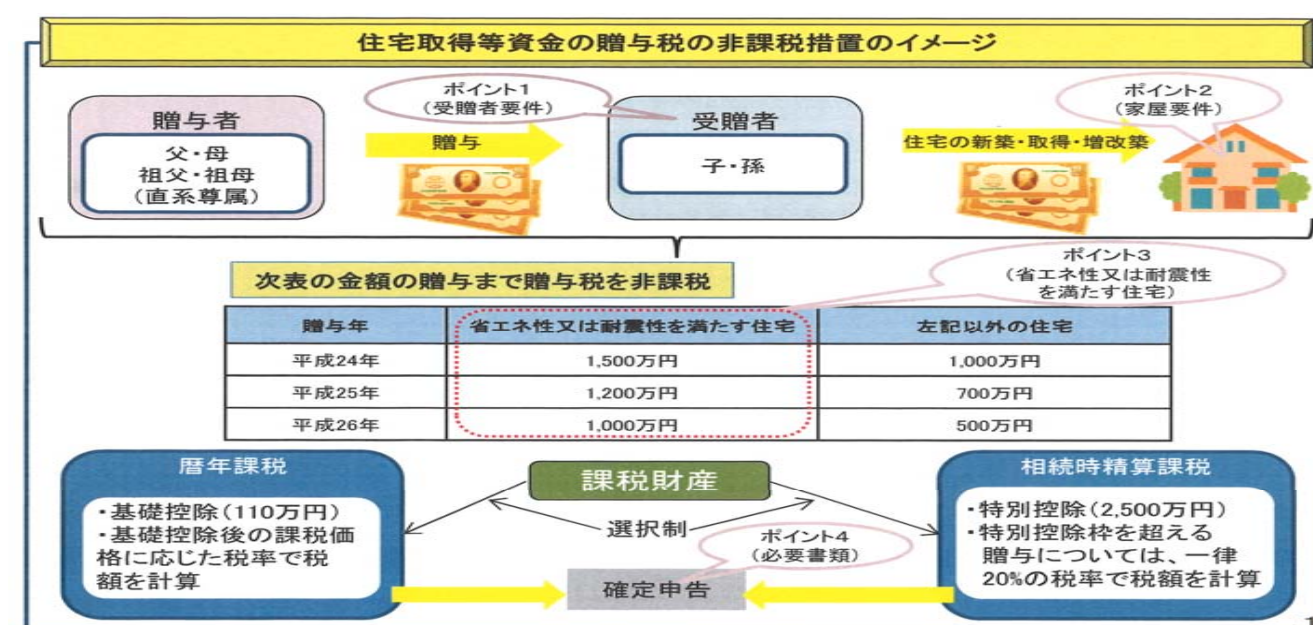 住宅取得等資金の贈与税の非課税措置のイメージ
贈与者
父・母
祖父・祖母
(直系尊属)
ポイント1
(受贈者要件)
贈与
受贈者
子・孫
ポイント2
(家屋要件)
住宅の新築・取得・増改築
次表の金額の贈与まで贈与税を非課税
ポイント3
(省エネ性又は耐震性
を満たす住宅)
贈与年 省エネ性又は耐震性を満たす住宅 左記以外の住宅
平成24年 1,500万円 1,000万円
平成25年 1,200万円 700万円
平成26年 1,000万円 500万円
暦年課税
・基礎控除(110万円)
・基礎控除後の課税価
格に応じた税率で税
額を計算
課税財産
選択制
ポイント4
(必要書類)
確定申告
相続時精算課税
・特別控除(2,500万円)
・特別控除枠を超える
贈与については、一律
20%の税率で税額を計算
1